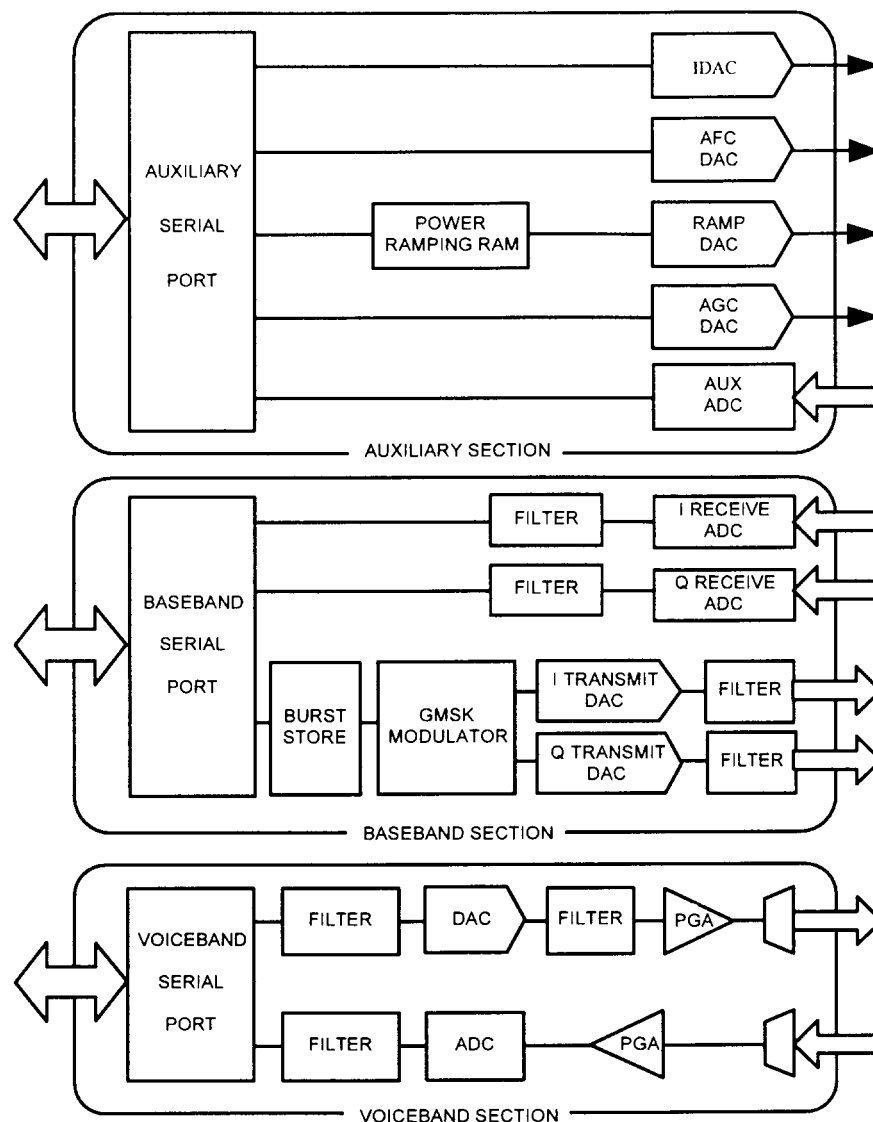 IDAC
AFC
DAC
AUXILIARY
SERIAL
PORT
POWER
RAMPING RAM
RAMP
DAC
AGC
DAC
AUX
ADC
AUXILIARY SECTION
BASEBAND
SERIAL
PORT
FILTER
I RECEIVE
ADC
FILTER
Q RECEIVE
ADC
BURST
STORE
GMSK
MODULATOR
I TRANSMIT
DAC
FILTER
Q TRANSMIT
DAC
FILTER
BASEBAND SECTION
VOICEBAND
SERIAL
PORT
FILTER
DAC
FILTER
PGA
FILTER
ADC
PGA
VOICEBAND SECTION